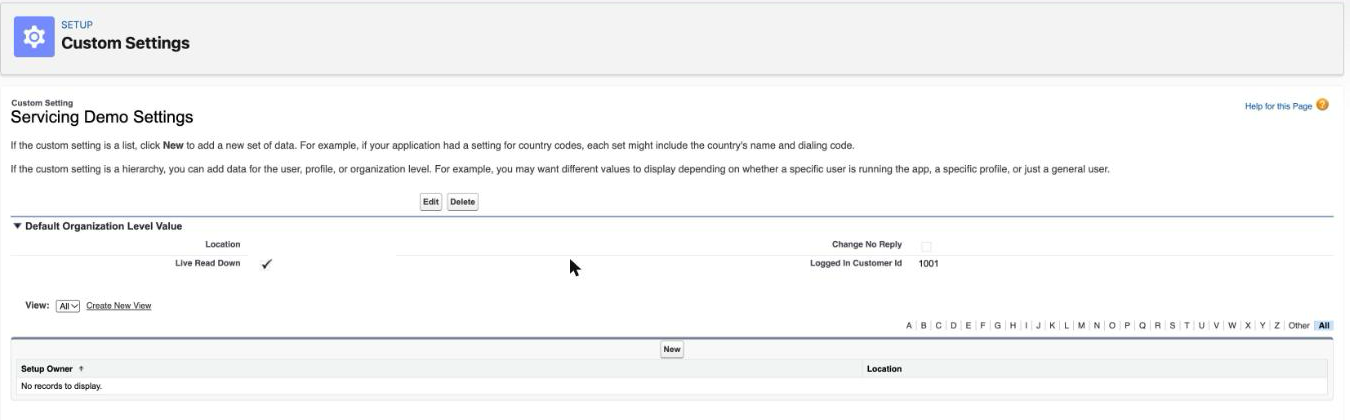 SETUP
Custom Settings
Custom Setting
Servicing Demo Settings
Help for this Page ?
If the custom setting is a list, click New to add a new set of data. For example, if your application had a setting for country codes, each set might include the country's name and dialing code.
If the custom setting is a hierarchy, you can add data for the user, profile, or organization level. For example, you may want different values to display depending on whether a specific user is running the app, a specific profile, or just a general user.
Edit Delete
Default Organization Level Value
Location Change No Reply
Live Read Down Logged In Customer Id 1001
View: All Create New View
A | B | C | D | E | F | G | H | I | J | K | L | M | N | O | P | Q | R | S | T | U | V | W | X | Y | Z | Other All
New
Setup Owner ↑ Location
No records to display.